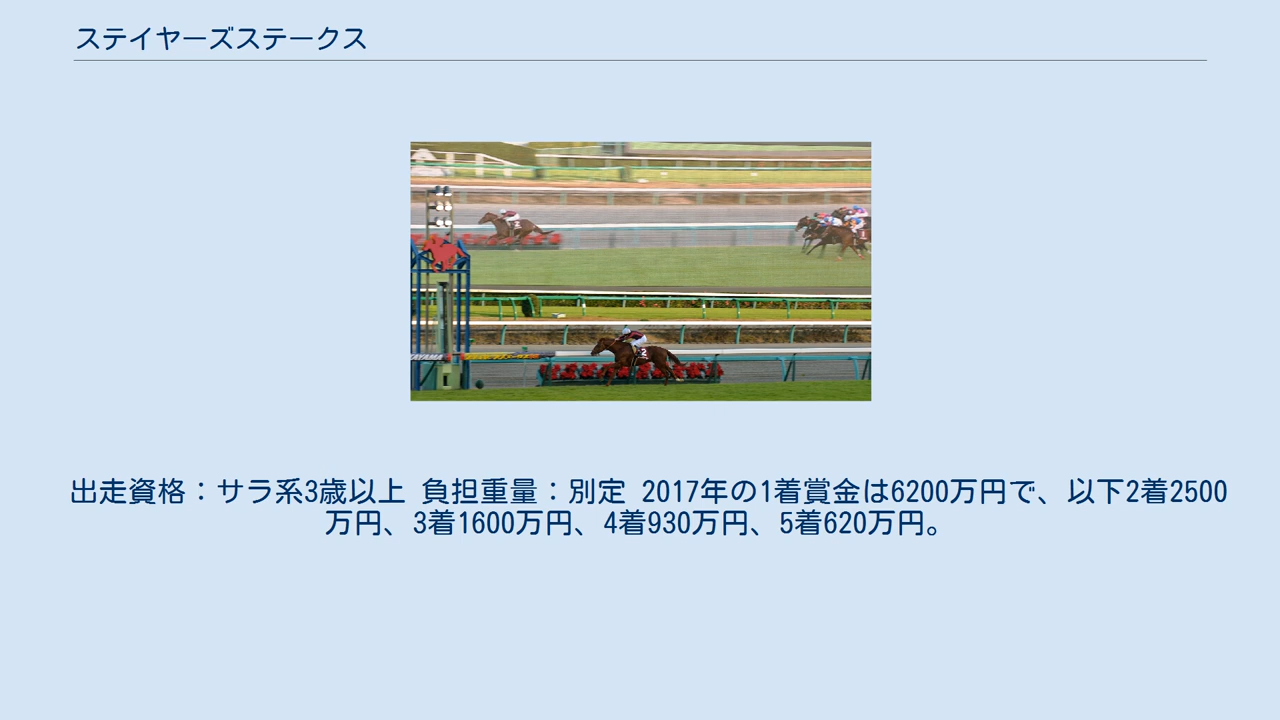 ステイヤーズステークス
2
出走資格：サラ系3歳以上 負担重量：別定 2017年の1着賞金は6200万円で、以下2着2500
万円、3着1600万円、4着930万円、5着620万円。